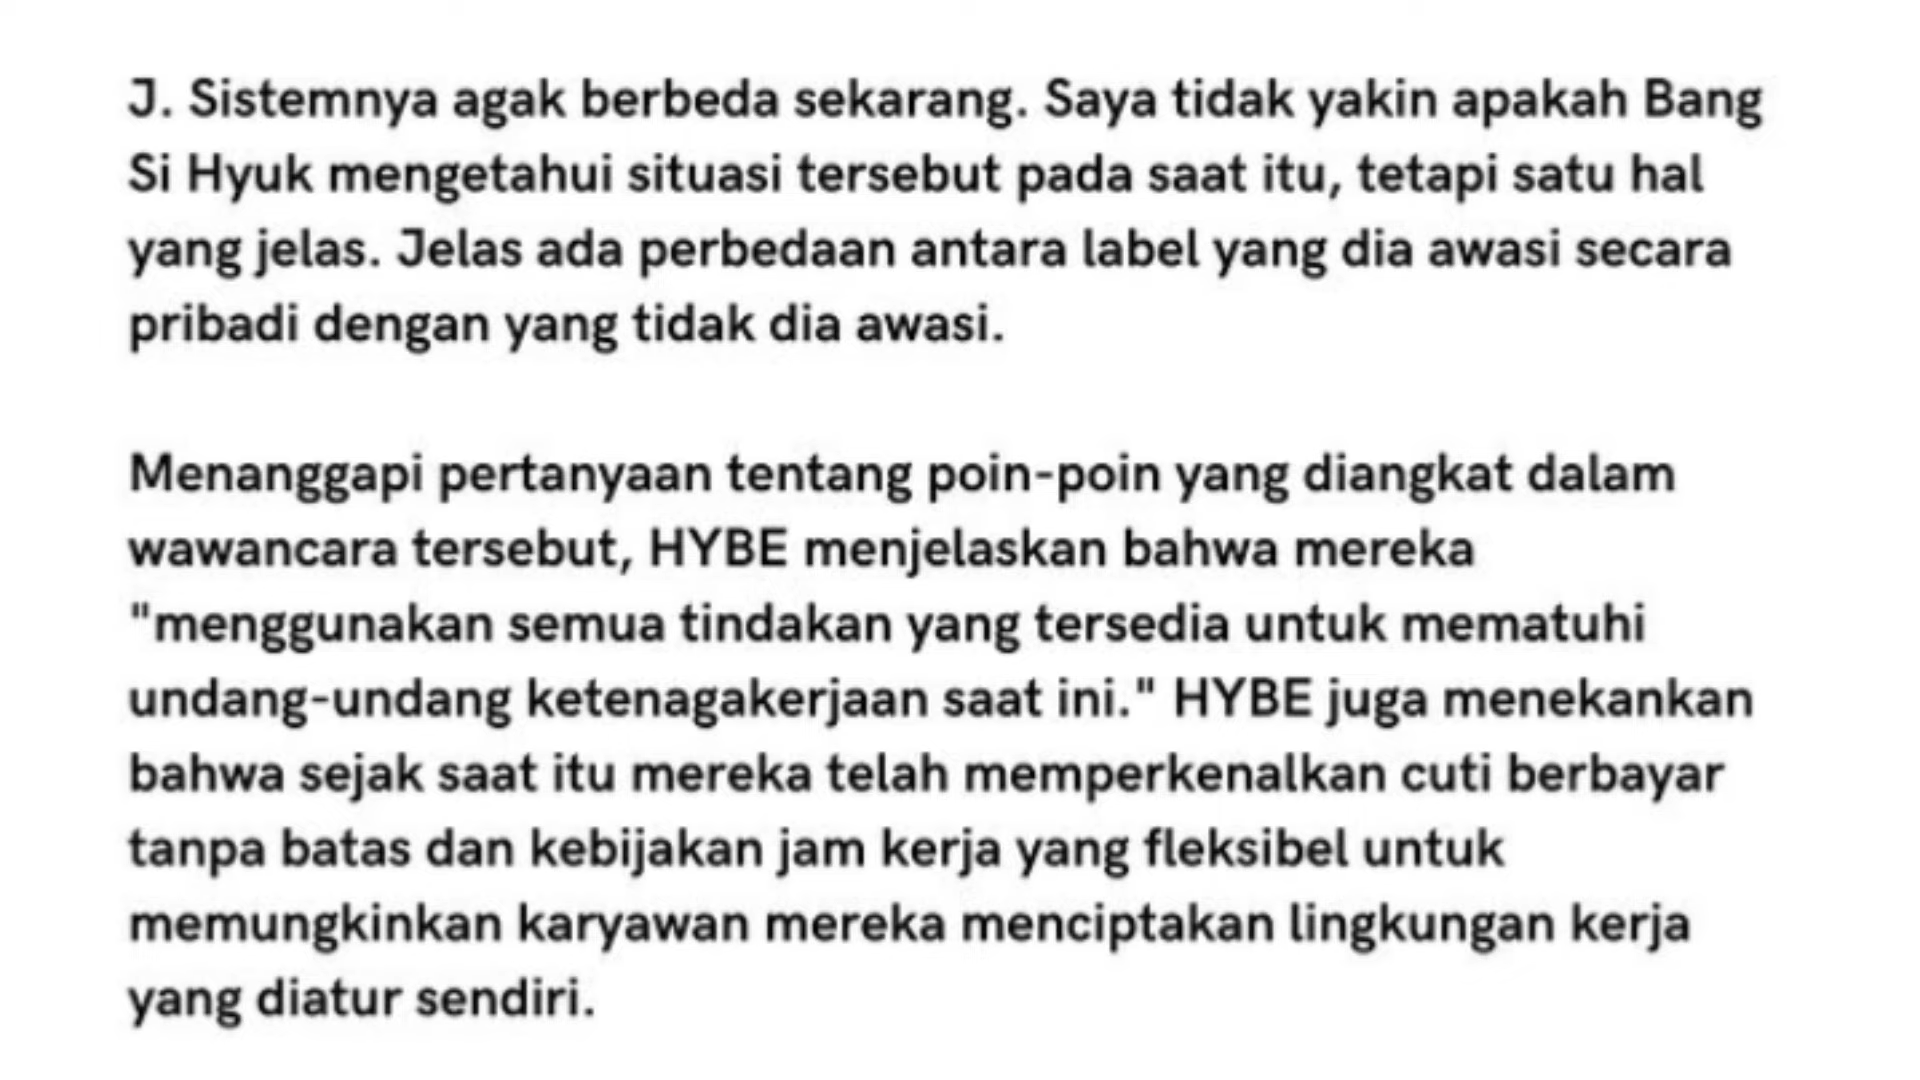 J. Sistemnya agak berbeda sekarang. Saya tidak yakin apakah Bang
Si Hyuk mengetahui situasi tersebut pada saat itu, tetapi satu hal
yang jelas. Jelas ada perbedaan antara label yang dia awasi secara
pribadi dengan yang tidak dia awasi.
Menanggapi pertanyaan tentang poin-poin yang diangkat dalam
wawancara tersebut, HYBE menjelaskan bahwa mereka
"menggunakan semua tindakan yang tersedia untuk mematuhi
undang-undang ketenagakerjaan saat ini." HYBE juga menekankan
bahwa sejak saat itu mereka telah memperkenalkan cuti berbayar
tanpa batas dan kebijakan jam kerja yang fleksibel untuk
memungkinkan karyawan mereka menciptakan lingkungan kerja
yang diatur sendiri.